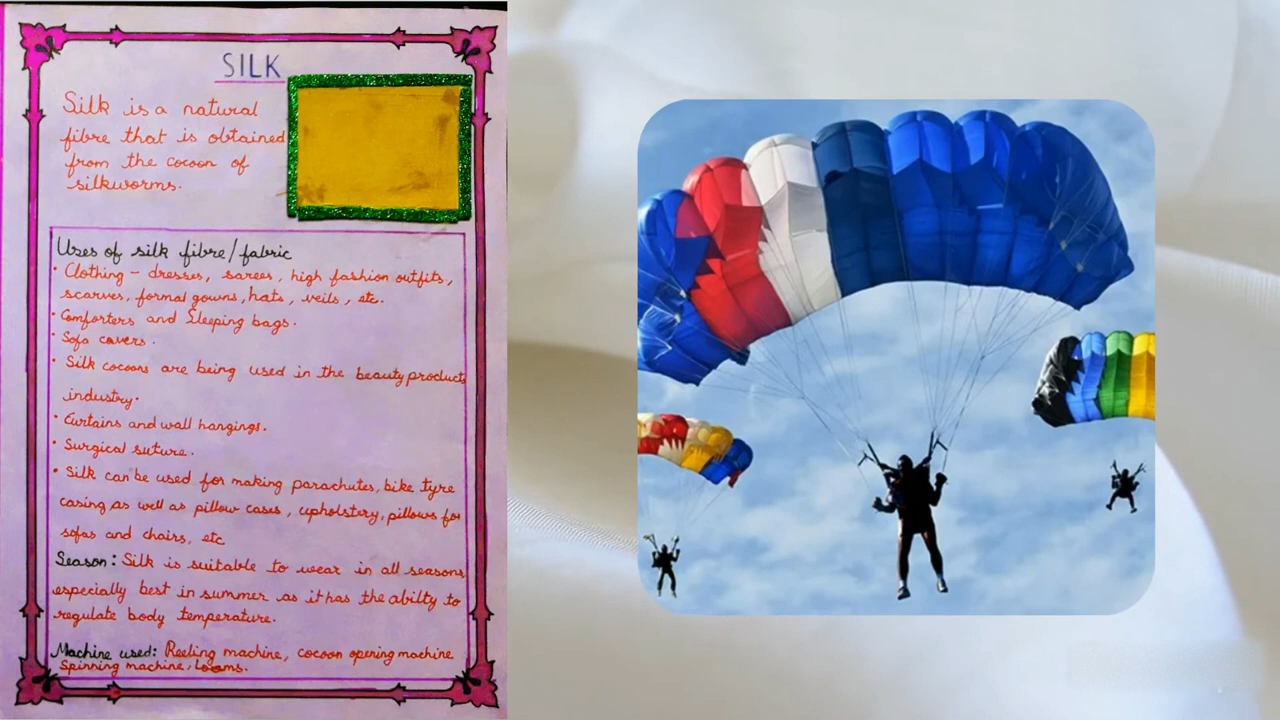 SILK
Silk is a natural
fibre that is obtained
from the cocoon of
silkworms.
Uses of silk fibre/fabric
• Clothing – dresses, sarees, high fashion outfits,
scarves, formal gowns, hats, veils, etc.
• Comforters and Sleeping bags.
• Sofa covers.
• Silk cocoons are being used in the beauty products
industry.
• Curtains and wall hangings.
• Surgical suture.
• Silk can be used for making parachutes, bike tyre
casing as well as pillow cases, upholstery, pillows for
sofas and chairs, etc
Season: Silk is suitable to wear in all seasons
especially best in summer as it has the abilty to
regulate body temperature.
Machine used: Reeling machine, cocoon opening machine
Spinning machine, Looms.